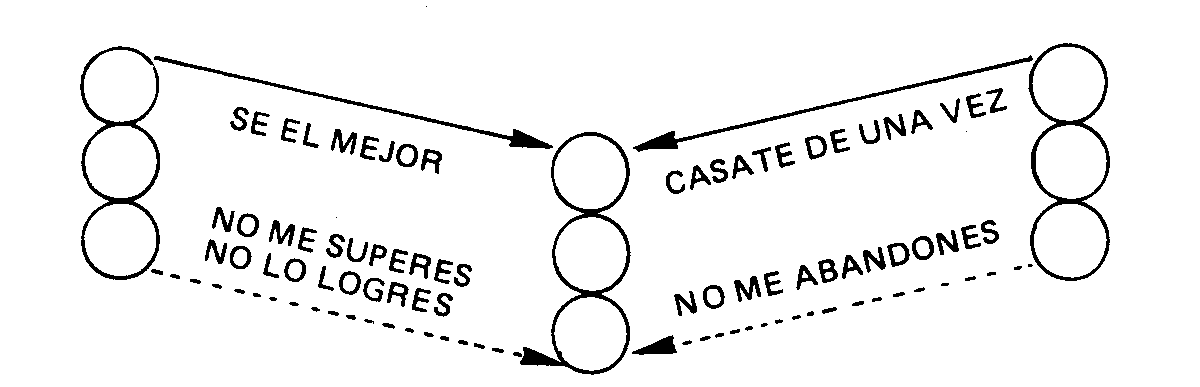 SE EL MEJOR
CASATE DE UNA VEZ
NO ME SUPERES
NO LO LOGRES
NO ME ABANDONES